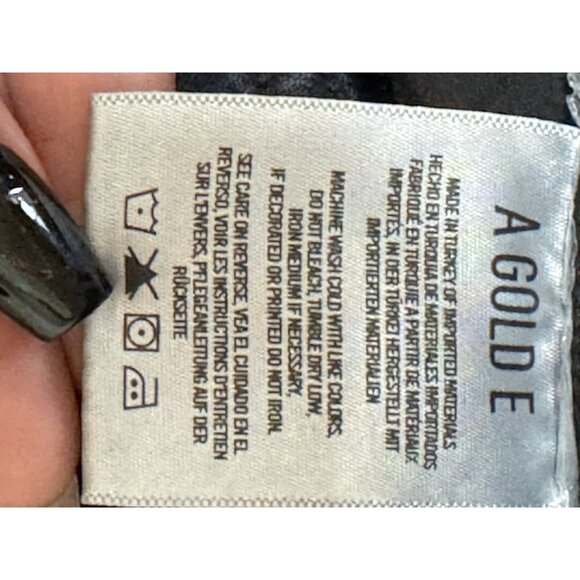 A GOLD E
MADE IN TURKEY OF IMPORTED MATERIALS
HECHO EN TURQUIA DE MATERIALES IMPORTADOS
FABRIQUE EN TURQUIE A PARTIR DE MATERIAUX
IMPORTES, IN DER TÜRKEI HERGESTELLT MIT
IMPORTIERTEN MATERIALIEN
MACHINE WASH COLD WITH LIKE COLORS,
DO NOT BLEACH, TUMBLE DRY LOW,
IRON MEDIUM IF NECESSARY,
IF DECORATED OR PRINTED DO NOT IRON.
SEE CARE ON REVERSE, VEA EL CUIDADO EN EL
REVERSO, VOIR LES INSTRUCTIONS D'ENTRETIEN
SUR L'ENVERS, PFLEGEANLEITUNG AUF DER
RÜCKSEITE